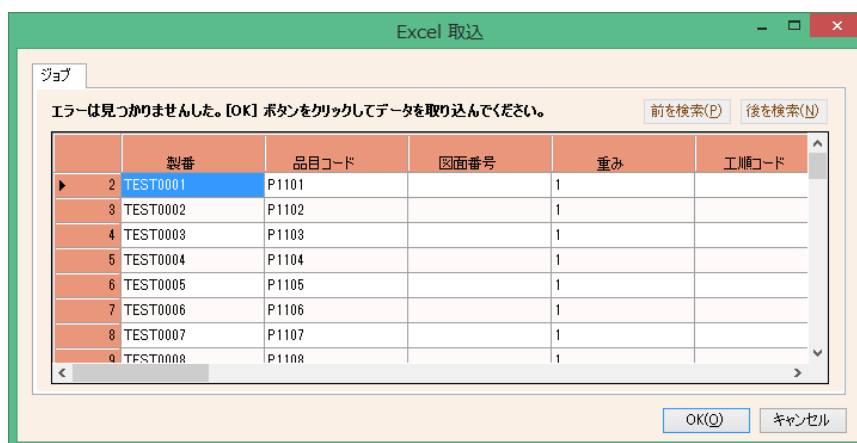 Excel 取込
ジョブ
エラーは見つかりませんした。[OK] ボタンをクリックしてデータを取り込んでください。 前を検索(P) 後を検索(N)
製番 品目コード 図面番号 重み 工順コード
2 TEST0001 P1101 1
3 TEST0002 P1102 1
4 TEST0003 P1103 1
5 TEST0004 P1104 1
6 TEST0005 P1105 1
7 TEST0006 P1106 1
8 TEST0007 P1107 1
9 TEST0008 P1108 1
OK(O) キャンセル